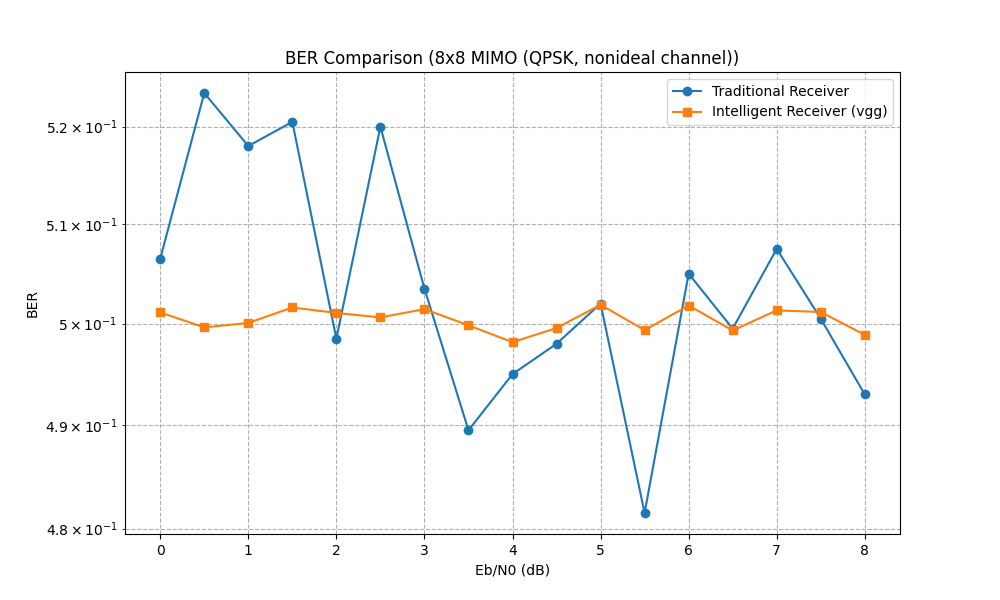 BER Comparison (8x8 MIMO (QPSK, nonideal channel))
Traditional Receiver
Intelligent Receiver (vgg)
5.2 × 10⁻¹
5.1 × 10⁻¹
5 × 10⁻¹
4.9 × 10⁻¹
4.8 × 10⁻¹
BER
0 1 2 3 4 5 6 7 8
Eb/N0 (dB)